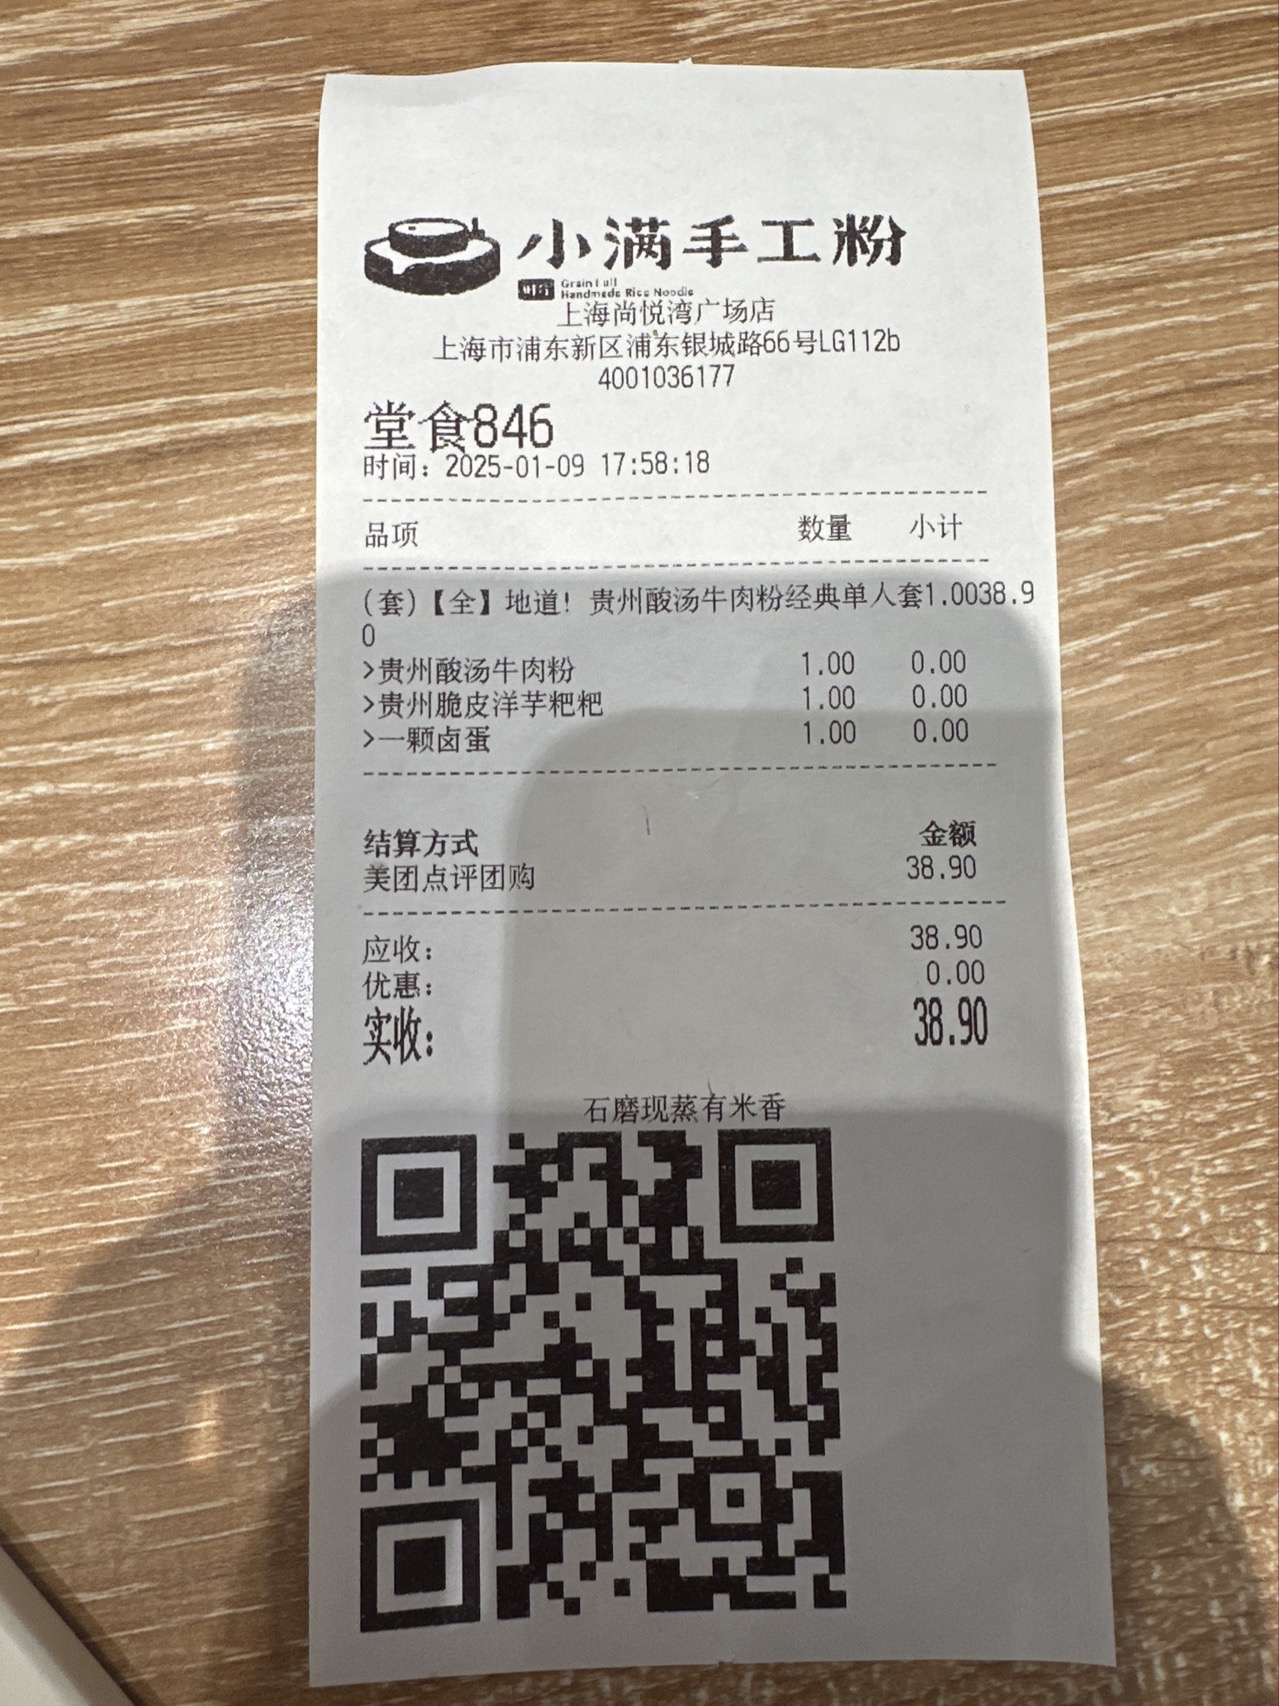 小满手工粉
Grain Full
Handmade Rice Noodle
上海尚悦湾广场店
上海市浦东新区浦东银城路66号LG112b
4001036177
堂食846
时间：2025-01-09 17:58:18
品项 数量 小计
(套)【全】地道！贵州酸汤牛肉粉经典单人套1.0038.9
0
>贵州酸汤牛肉粉 1.00 0.00
>贵州脆皮洋芋粑粑 1.00 0.00
>一颗卤蛋 1.00 0.00
结算方式 金额
美团点评团购 38.90
应收： 38.90
优惠： 0.00
实收： 38.90
石磨现蒸有米香